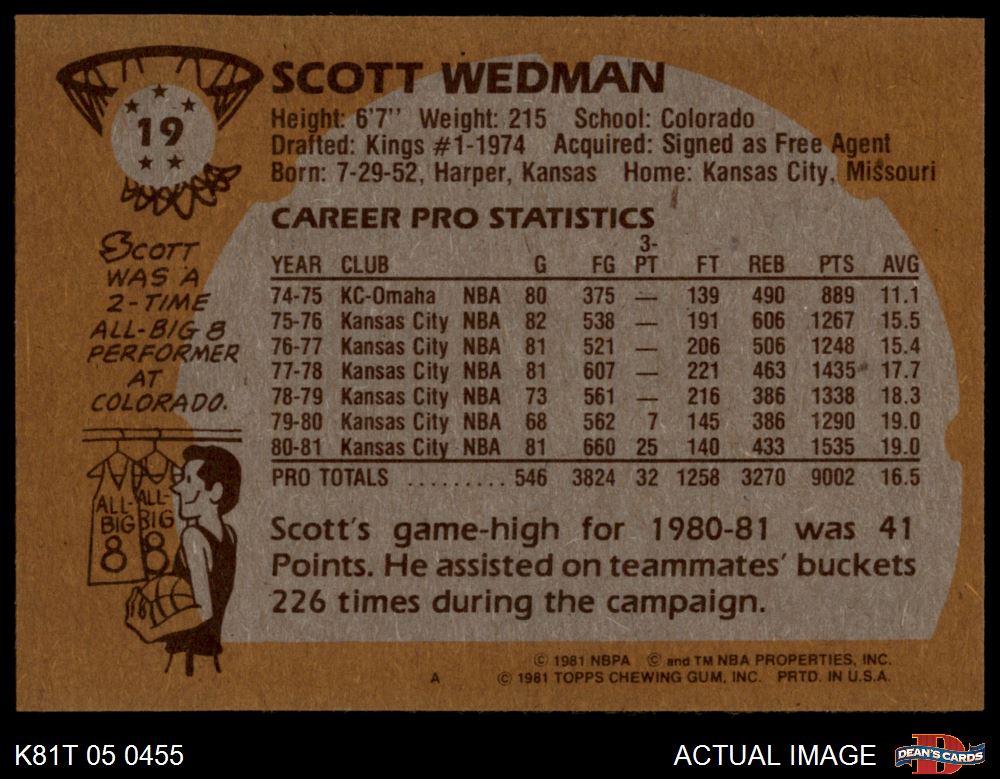 19
SCOTT WEDMAN
Height: 6'7'' Weight: 215 School: Colorado
Drafted: Kings #1-1974 Acquired: Signed as Free Agent
Born: 7-29-52, Harper, Kansas Home: Kansas City, Missouri
SCOTT
WAS A
2-TIME
ALL-BIG 8
PERFORMER
AT
COLORADO.
ALL-
BIG
8
ALL-
BIG
8
CAREER PRO STATISTICS
YEAR CLUB G FG 3-PT FT REB PTS AVG
74-75 KC-Omaha NBA 80 375 — 139 490 889 11.1
75-76 Kansas City NBA 82 538 — 191 606 1267 15.5
76-77 Kansas City NBA 81 521 — 206 506 1248 15.4
77-78 Kansas City NBA 81 607 — 221 463 1435 17.7
78-79 Kansas City NBA 73 561 — 216 386 1338 18.3
79-80 Kansas City NBA 68 562 7 145 386 1290 19.0
80-81 Kansas City NBA 81 660 25 140 433 1535 19.0
PRO TOTALS ......... 546 3824 32 1258 3270 9002 16.5
Scott's game-high for 1980-81 was 41
Points. He assisted on teammates' buckets
226 times during the campaign.
© 1981 NBPA © and TM NBA PROPERTIES, INC.
A © 1981 TOPPS CHEWING GUM, INC. PRTD. IN U.S.A.
K81T 05 0455
ACTUAL IMAGE
D
DEAN'S CARDS